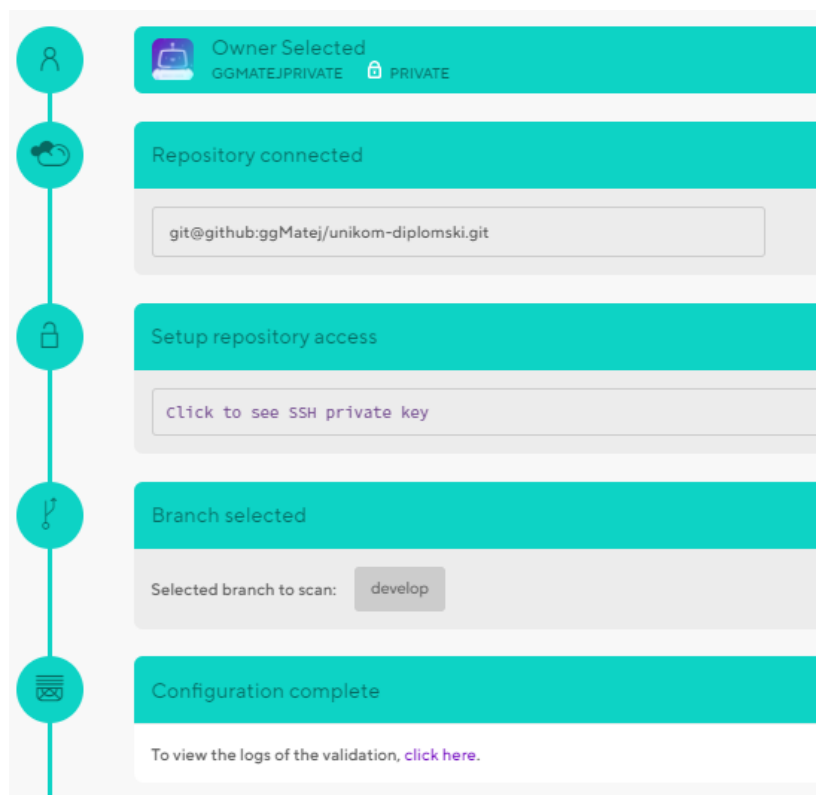 Owner Selected
GGMATEJPRIVATE PRIVATE
Repository connected
git@github:ggMatej/unikom-diplomski.git
Setup repository access
Click to see SSH private key
Branch selected
Selected branch to scan: develop
Configuration complete
To view the logs of the validation, click here.